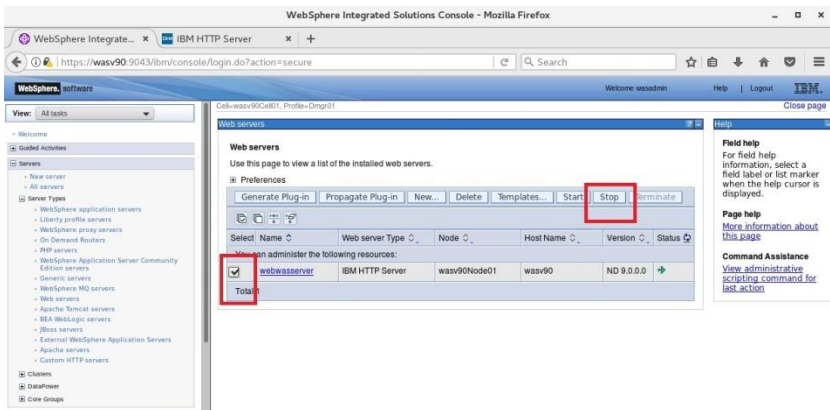 WebSphere Integrated Solutions Console - Mozilla Firefox
WebSphere Integrate... × IBM HTTP Server × +
https://wasv90:9043/ibm/console/login.do?action=secure Search
WebSphere. software Welcome wasadmin Help | Logout IBM.
View: All tasks
Cell=wasv90Cell01, Profile=Dmgr01 Close page
Welcome
Guided Activities
Servers
New server
All servers
Server Types
WebSphere application servers
Liberty profile servers
WebSphere proxy servers
On Demand Routers
PHP servers
WebSphere Application Server Community
Edition servers
Generic servers
WebSphere MQ servers
Web servers
Apache Tomcat servers
BEA WebLogic servers
JBoss servers
External WebSphere Application Servers
Apache servers
Custom HTTP servers
Clusters
DataPower
Core Groups
Web servers
Web servers
Use this page to view a list of the installed web servers.
Preferences
Generate Plug-in Propagate Plug-in New... Delete Templates... Start Stop Terminate
Select Name Web server Type Node Host Name Version Status
You can administer the following resources:
webwasserver IBM HTTP Server wasv90Node01 wasv90 ND 9.0.0.0
Total 1
Help
Field help
For field help
information, select a
field label or list marker
when the help cursor is
displayed.
Page help
More information about
this page
Command Assistance
View administrative
scripting command for
last action